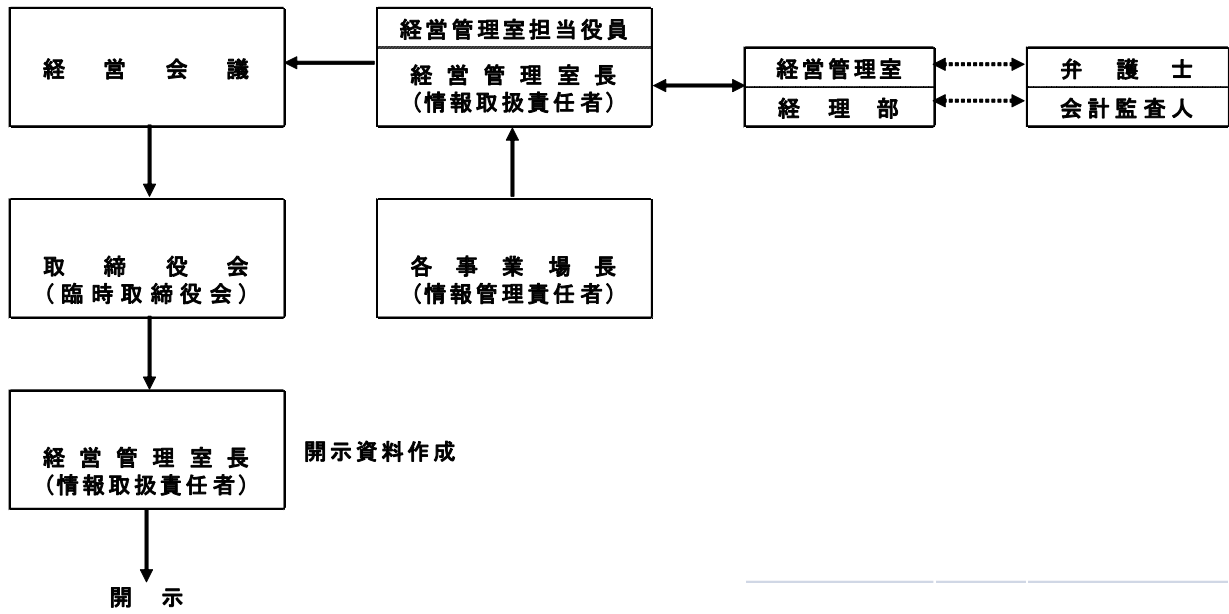 経営会議
経営管理室担当役員
経営管理室長
(情報取扱責任者)
経営管理室
経理部
弁護士
会計監査人
取締役会
(臨時取締役会)
各事業場長
(情報管理責任者)
経営管理室長
(情報取扱責任者)
開示資料作成
開示